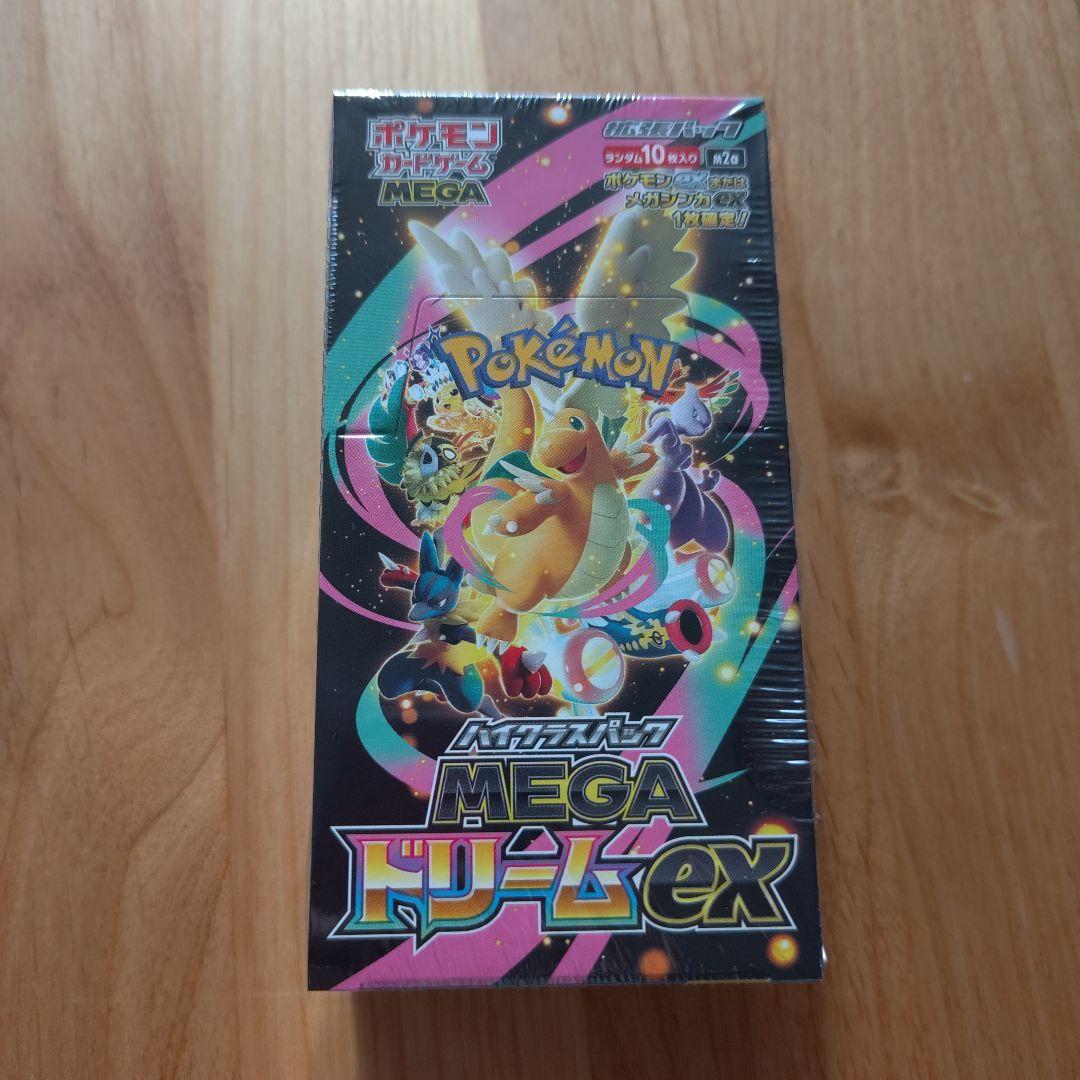 ポケモン
カードゲーム
MEGA
拡張パック
ランダム10枚入り M2a
ポケモンexまたは
メガシンカex
1枚確定!
POKéMON
TM
ハイクラスパック
MEGA
ドリームex